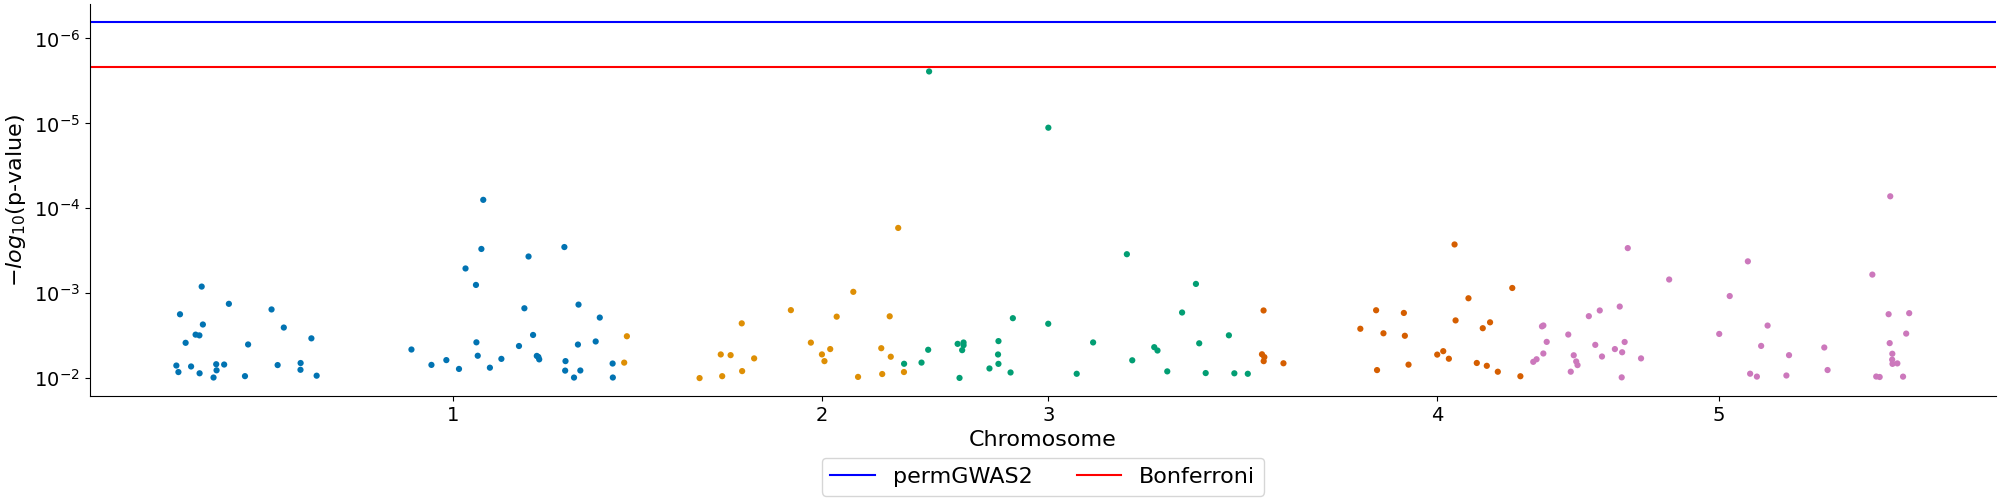 −log₁₀(p-value)
10⁻⁶
10⁻⁵
10⁻⁴
10⁻³
10⁻²
1 2 3 4 5
Chromosome
permGWAS2 Bonferroni